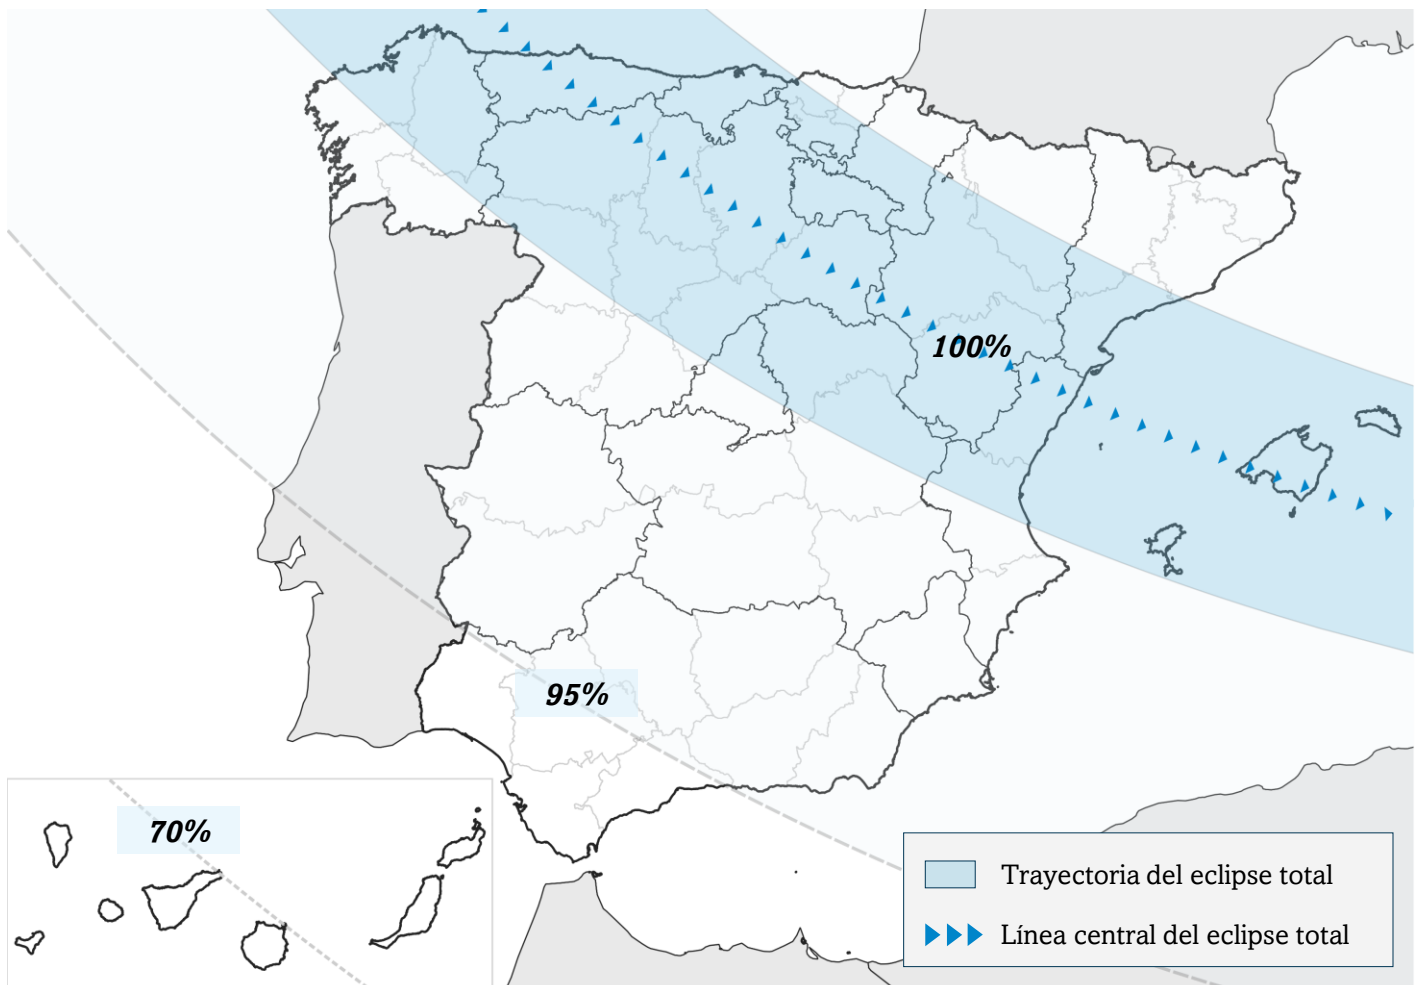 100%
95%
70%
Trayectoria del eclipse total
Línea central del eclipse total